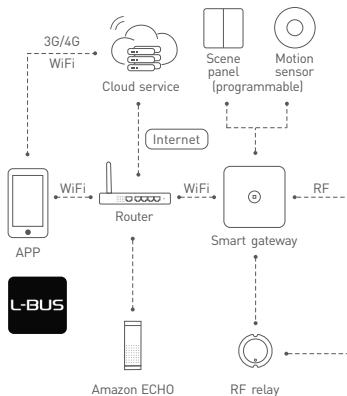 3G/4G
WiFi
Cloud service
Scene
panel
Motion
sensor
(programmable)
Internet
WiFi
WiFi
RF
Router
APP
Smart gateway
L-BUS
Amazon ECHO
RF relay